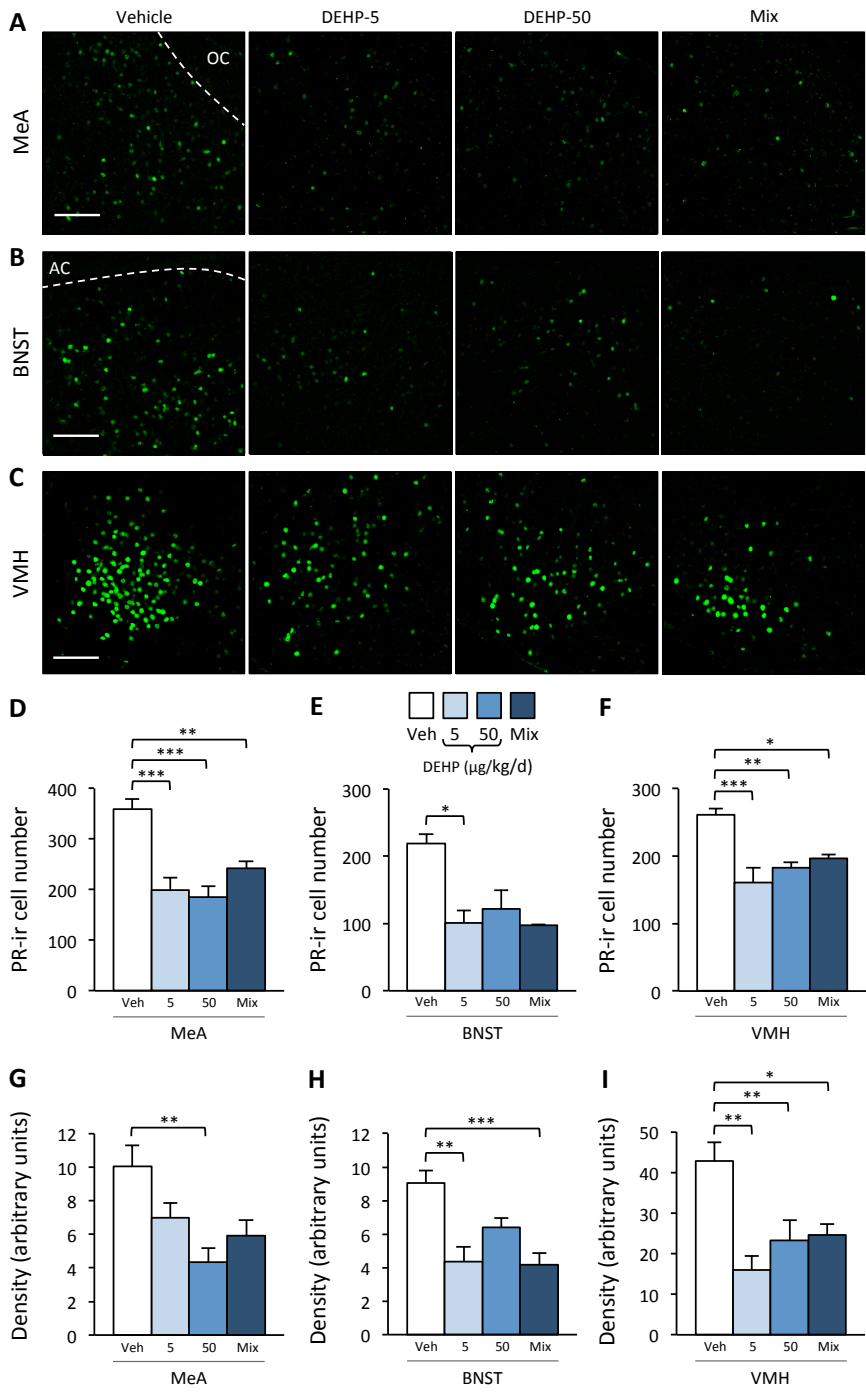 A Vehicle DEHP-5 DEHP-50 Mix
OC
MeA
B
AC
BNST
C
VMH
D
**
***
***
400
300
200
100
0
PR-ir cell number
Veh 5 50 Mix
MeA
E
Veh 5 50 Mix
DEHP (µg/kg/d)
*
300
200
100
0
PR-ir cell number
Veh 5 50 Mix
BNST
F
*
**
***
300
200
100
0
PR-ir cell number
Veh 5 50 Mix
VMH
G
**
12
10
8
6
4
2
0
Density (arbitrary units)
Veh 5 50 Mix
MeA
H
***
**
12
10
8
6
4
2
0
Density (arbitrary units)
Veh 5 50 Mix
BNST
I
*
**
**
50
40
30
20
10
0
Density (arbitrary units)
Veh 5 50 Mix
VMH